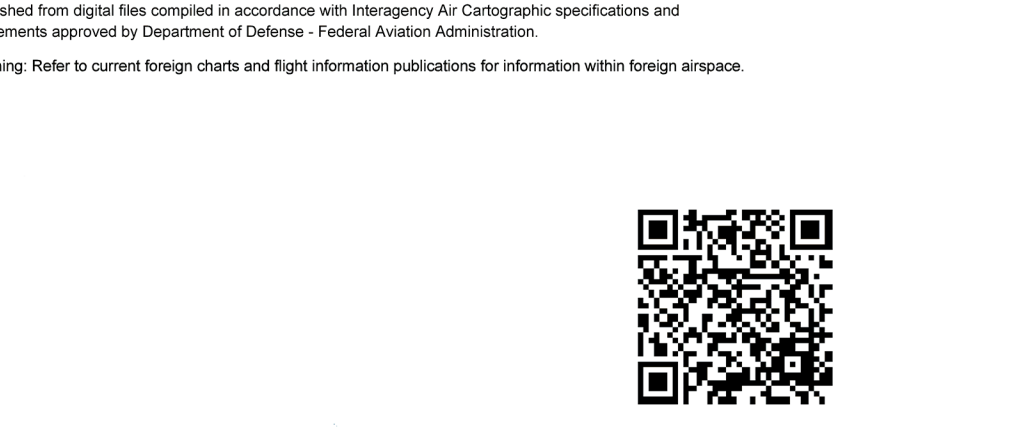 shed from digital files compiled in accordance with Interagency Air Cartographic specifications and
ements approved by Department of Defense - Federal Aviation Administration.
ing: Refer to current foreign charts and flight information publications for information within foreign airspace.